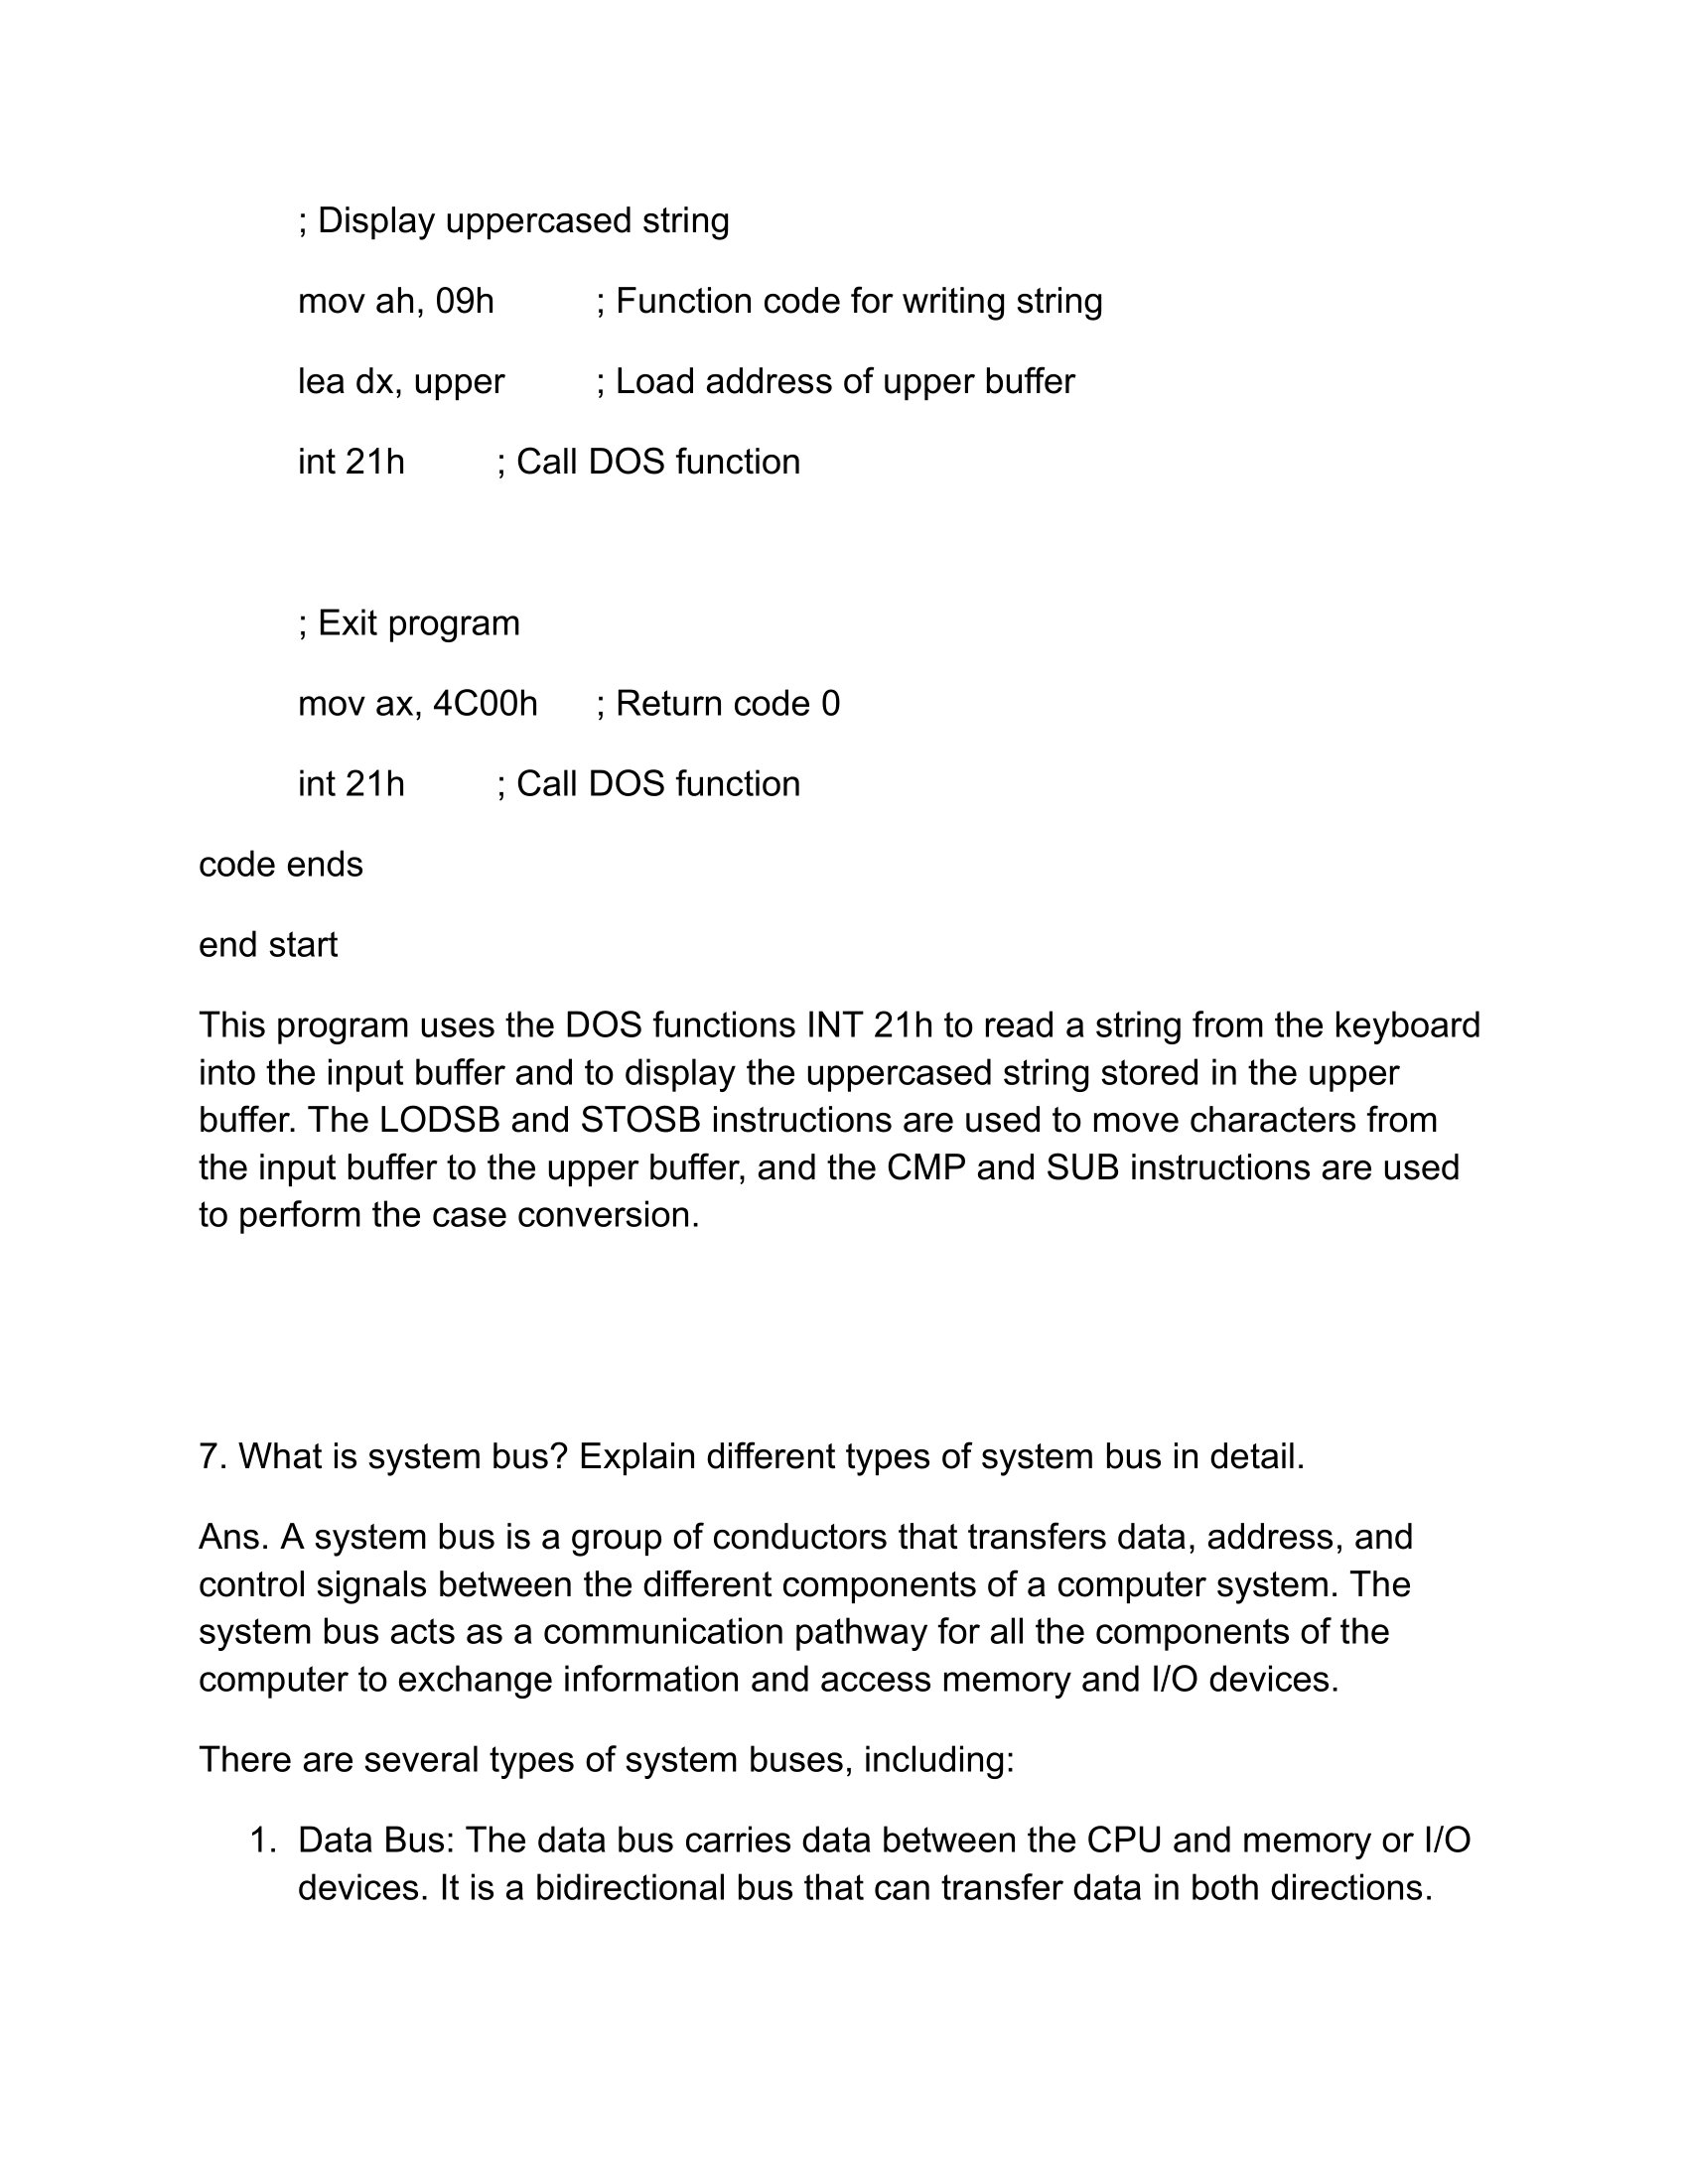 ; Display uppercased string
mov ah, 09h ; Function code for writing string
lea dx, upper ; Load address of upper buffer
int 21h ; Call DOS function
; Exit program
mov ax, 4C00h ; Return code 0
int 21h ; Call DOS function
code ends
end start
This program uses the DOS functions INT 21h to read a string from the keyboard
into the input buffer and to display the uppercased string stored in the upper
buffer. The LODSB and STOSB instructions are used to move characters from
the input buffer to the upper buffer, and the CMP and SUB instructions are used
to perform the case conversion.
7. What is system bus? Explain different types of system bus in detail.
Ans. A system bus is a group of conductors that transfers data, address, and
control signals between the different components of a computer system. The
system bus acts as a communication pathway for all the components of the
computer to exchange information and access memory and I/O devices.
There are several types of system buses, including:
1. Data Bus: The data bus carries data between the CPU and memory or I/O
devices. It is a bidirectional bus that can transfer data in both directions.